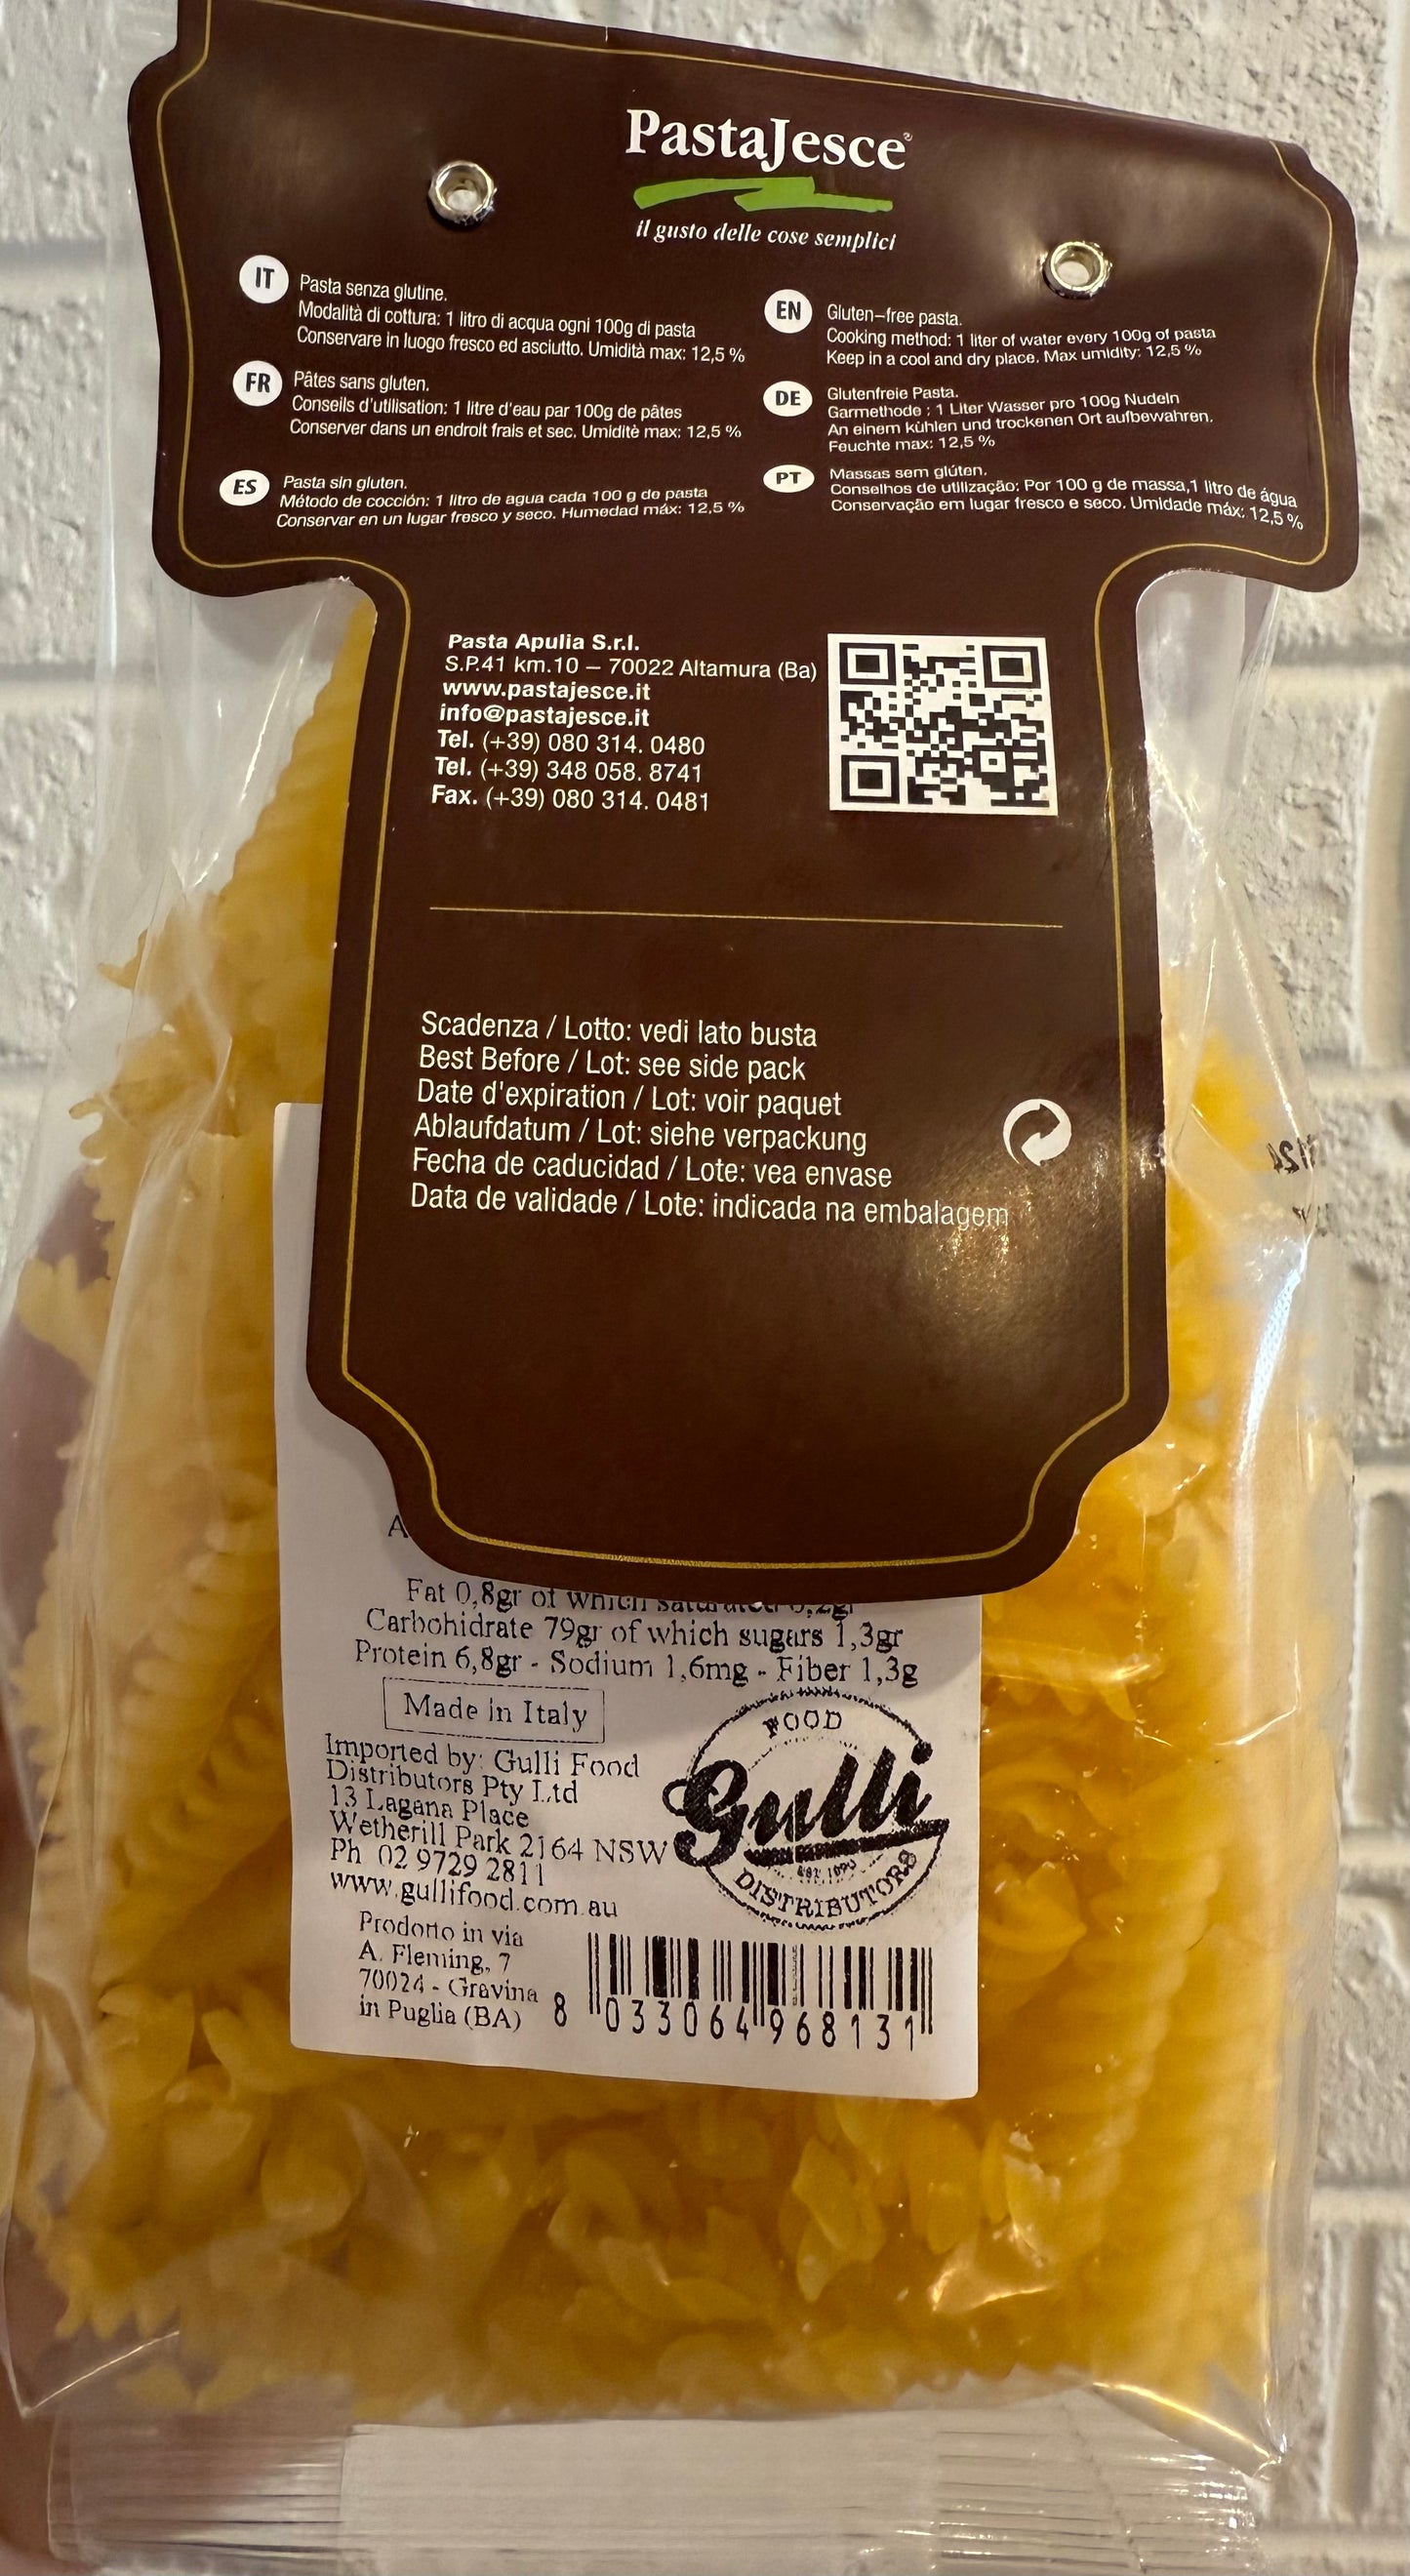 PastaJesce
il gusto delle cose semplici
IT
Pasta senza glutine.
Modalità di cottura: 1 litro di acqua ogni 100g di pasta
Conservare in luogo fresco ed asciutto. Umidità max: 12,5 %
FR
Pâtes sans gluten.
Conseils d'utilisation: 1 litre d'eau par 100g de pâtes
Conserver dans un endroit frais et sec. Umiditè max: 12,5 %
ES
Pasta sin gluten.
Método de cocción: 1 litro de agua cada 100 g de pasta
Conservar en un lugar fresco y seco. Humedad máx: 12,5 %
EN
Gluten-free pasta.
Cooking method: 1 liter of water every 100g of pasta
Keep in a cool and dry place. Max umidity: 12,5 %
DE
Glutenfreie Pasta.
Garmethode : 1 Liter Wasser pro 100g Nudeln
An einem kühlen und trockenen Ort aufbewahren.
Feuchte max: 12,5 %
PT
Massas sem glúten.
Conselhos de utilização: Por 100 g de massa,1 litro de água
Conservação em lugar fresco e seco. Umidade máx: 12,5 %
Pasta Apulia S.r.l.
S.P.41 km.10 – 70022 Altamura (Ba)
www.pastajesce.it
info@pastajesce.it
Tel. (+39) 080 314. 0480
Tel. (+39) 348 058. 8741
Fax. (+39) 080 314. 0481
Scadenza / Lotto: vedi lato busta
Best Before / Lot: see side pack
Date d'expiration / Lot: voir paquet
Ablaufdatum / Lot: siehe verpackung
Fecha de caducidad / Lote: vea envase
Data de validade / Lote: indicada na embalagem
A
Fat 0,8gr of which saturated 0,2gr
Carbohidrate 79gr of which sugars 1,3gr
Protein 6,8gr - Sodium 1,6mg - Fiber 1,3g
Made in Italy
Imported by: Gulli Food
Distributors Pty Ltd
13 Lagana Place
Wetherill Park 2164 NSW
Ph 02 9729 2811
www.gullifood.com.au
FOOD
Gulli
DISTRIBUTORS
Prodotto in via
A. Fleming, 7
70024 - Gravina
in Puglia (BA)
8 033064 968131